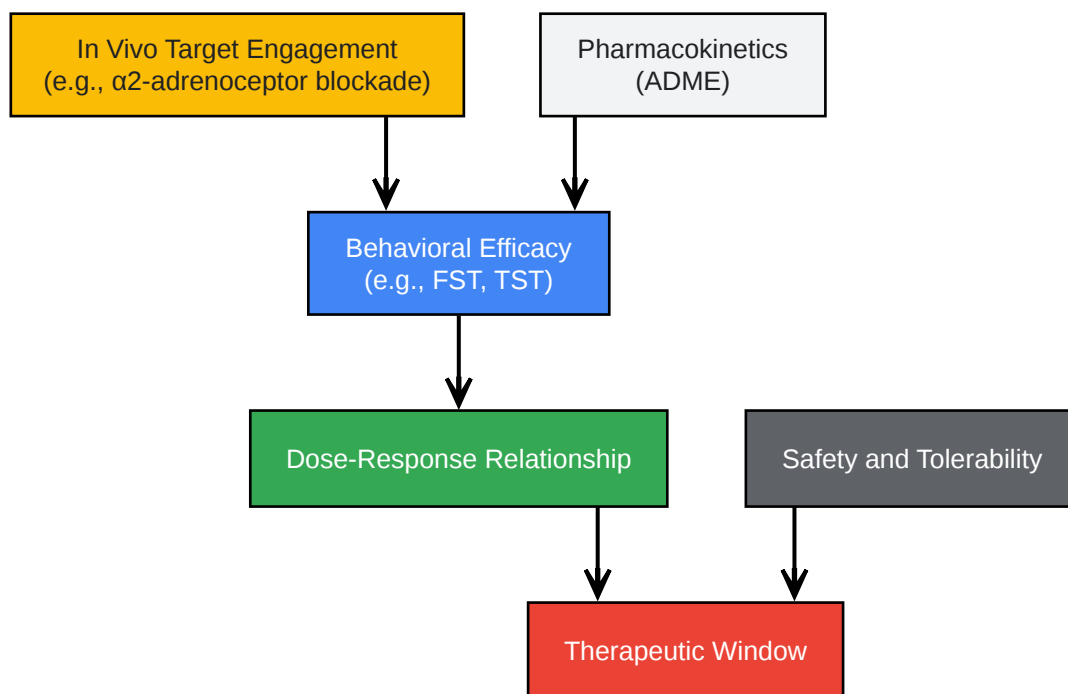 In Vivo Target Engagement
(e.g., α2-adrenoceptor blockade)
Pharmacokinetics
(ADME)
Behavioral Efficacy
(e.g., FST, TST)
Dose-Response Relationship
Safety and Tolerability
Therapeutic Window